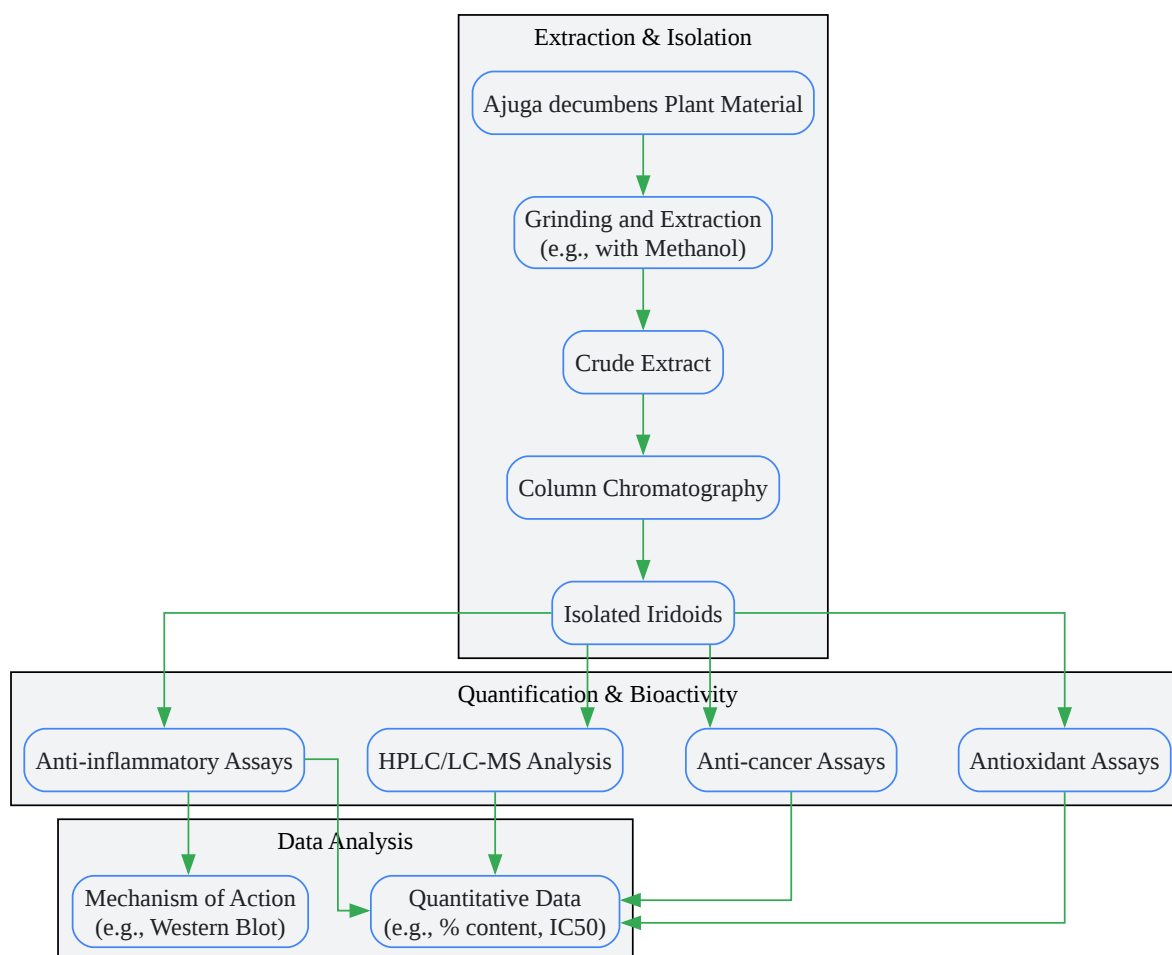 Extraction & Isolation
Ajuga decumbens Plant Material
Grinding and Extraction
(e.g., with Methanol)
Crude Extract
Column Chromatography
Isolated Iridoids
Quantification & Bioactivity
Anti-inflammatory Assays
HPLC/LC-MS Analysis
Anti-cancer Assays
Antioxidant Assays
Data Analysis
Mechanism of Action
(e.g., Western Blot)
Quantitative Data
(e.g., % content, IC50)